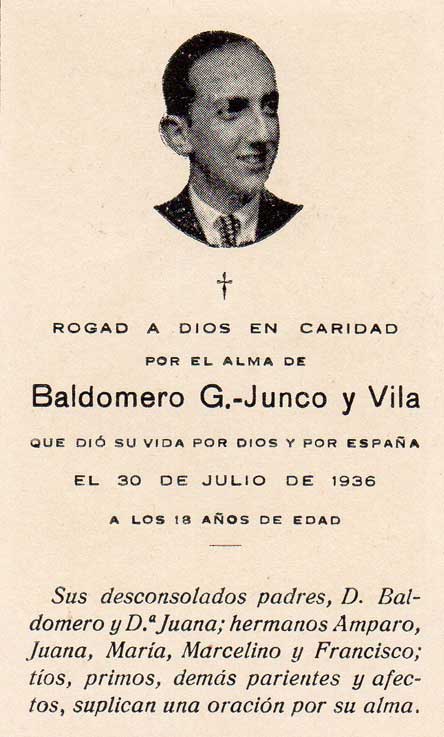 ROGAD A DIOS EN CARIDAD
POR EL ALMA DE
Baldomero G.-Junco y Vila
QUE DIÓ SU VIDA POR DIOS Y POR ESPAÑA
EL 30 DE JULIO DE 1936
A LOS 18 AÑOS DE EDAD
Sus desconsolados padres, D. Bal-
domero y D.ª Juana; hermanos Amparo,
Juana, María, Marcelino y Francisco;
tíos, primos, demás parientes y afec-
tos, suplican una oración por su alma.